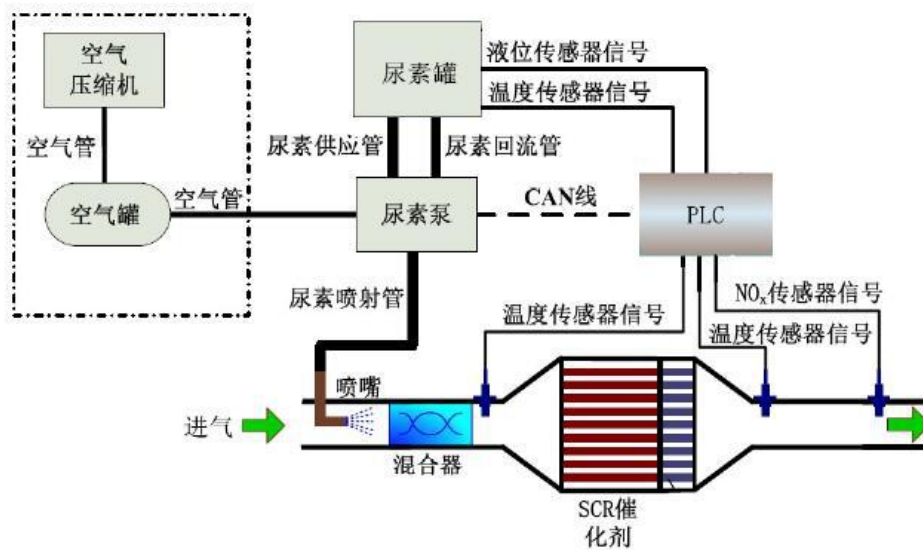 空气
压缩机
空气管
空气罐
空气管
尿素罐
尿素供应管
尿素回流管
尿素泵
尿素喷射管
液位传感器信号
温度传感器信号
CAN线
PLC
NOx传感器信号
温度传感器信号
温度传感器信号
喷嘴
进气
混合器
SCR催
化剂